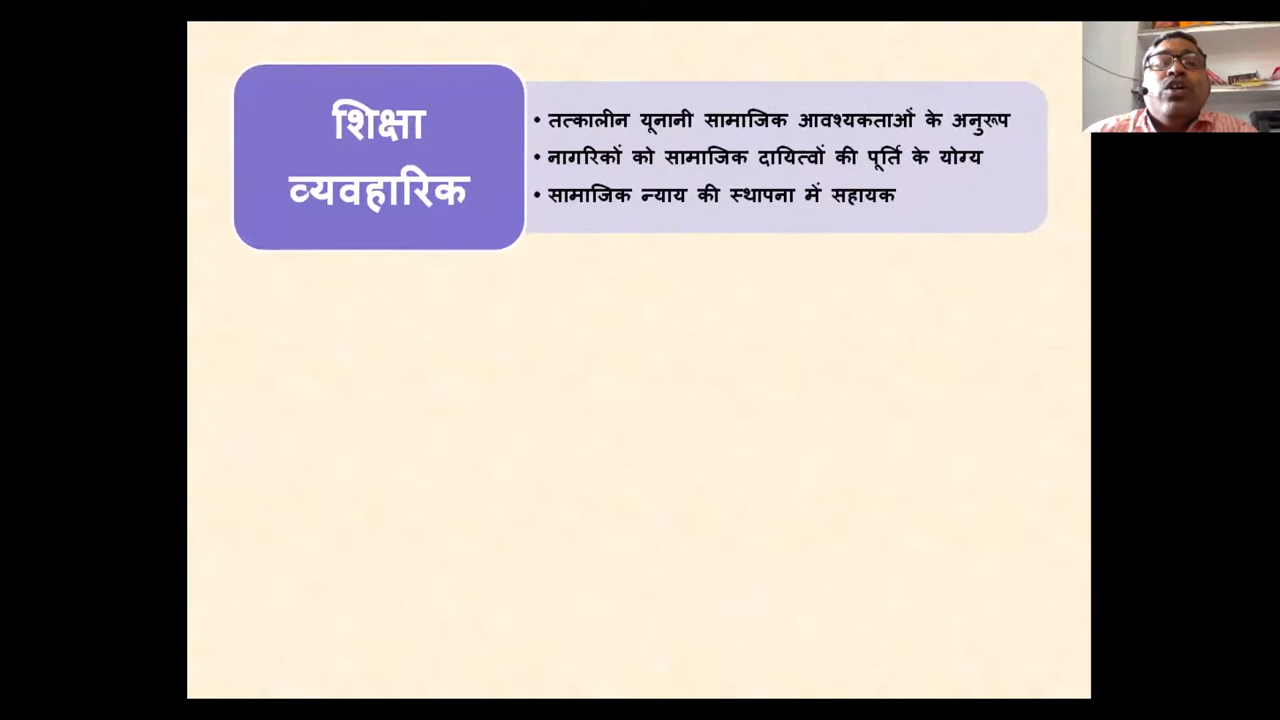 शिक्षा
व्यवहारिक
• तत्कालीन यूनानी सामाजिक आवश्यकताओं के अनुरूप
• नागरिकों को सामाजिक दायित्वों की पूर्ति के योग्य
• सामाजिक न्याय की स्थापना में सहायक